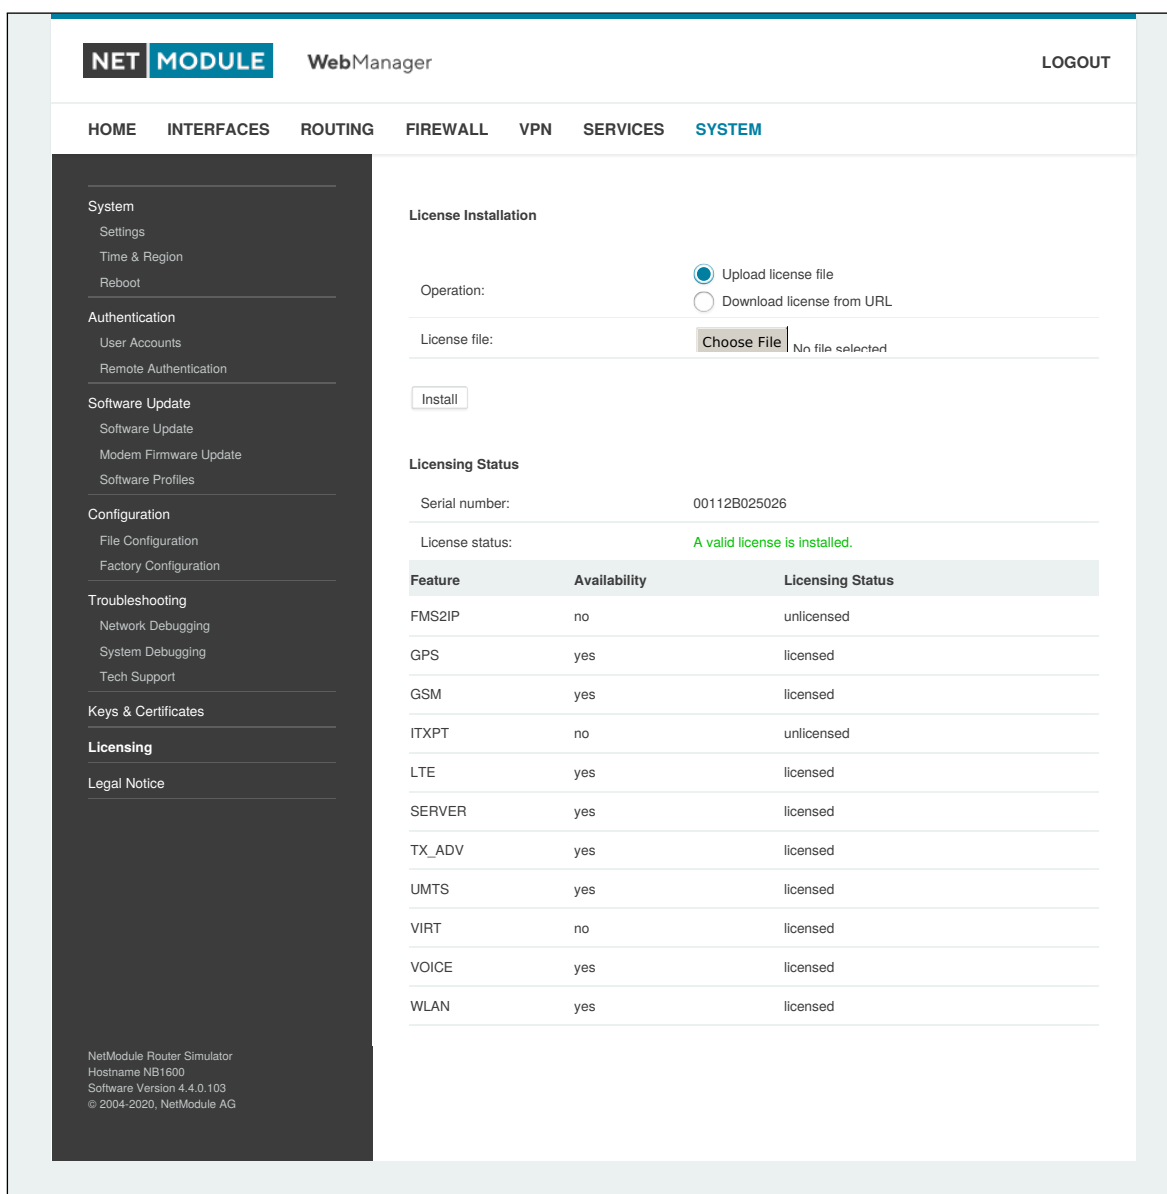 NET MODULE WebManager LOGOUT
HOME INTERFACES ROUTING FIREWALL VPN SERVICES SYSTEM
System
Settings
Time & Region
Reboot
Authentication
User Accounts
Remote Authentication
Software Update
Software Update
Modem Firmware Update
Software Profiles
Configuration
File Configuration
Factory Configuration
Troubleshooting
Network Debugging
System Debugging
Tech Support
Keys & Certificates
Licensing
Legal Notice
NetModule Router Simulator
Hostname NB1600
Software Version 4.4.0.103
© 2004-2020, NetModule AG
License Installation
Operation: Upload license file
Download license from URL
License file: Choose File No file selected
Install
Licensing Status
Serial number: 00112B025026
License status: A valid license is installed.
Feature Availability Licensing Status
FMS2IP no unlicensed
GPS yes licensed
GSM yes licensed
ITXPT no unlicensed
LTE yes licensed
SERVER yes licensed
TX_ADV yes licensed
UMTS yes licensed
VIRT no licensed
VOICE yes licensed
WLAN yes licensed